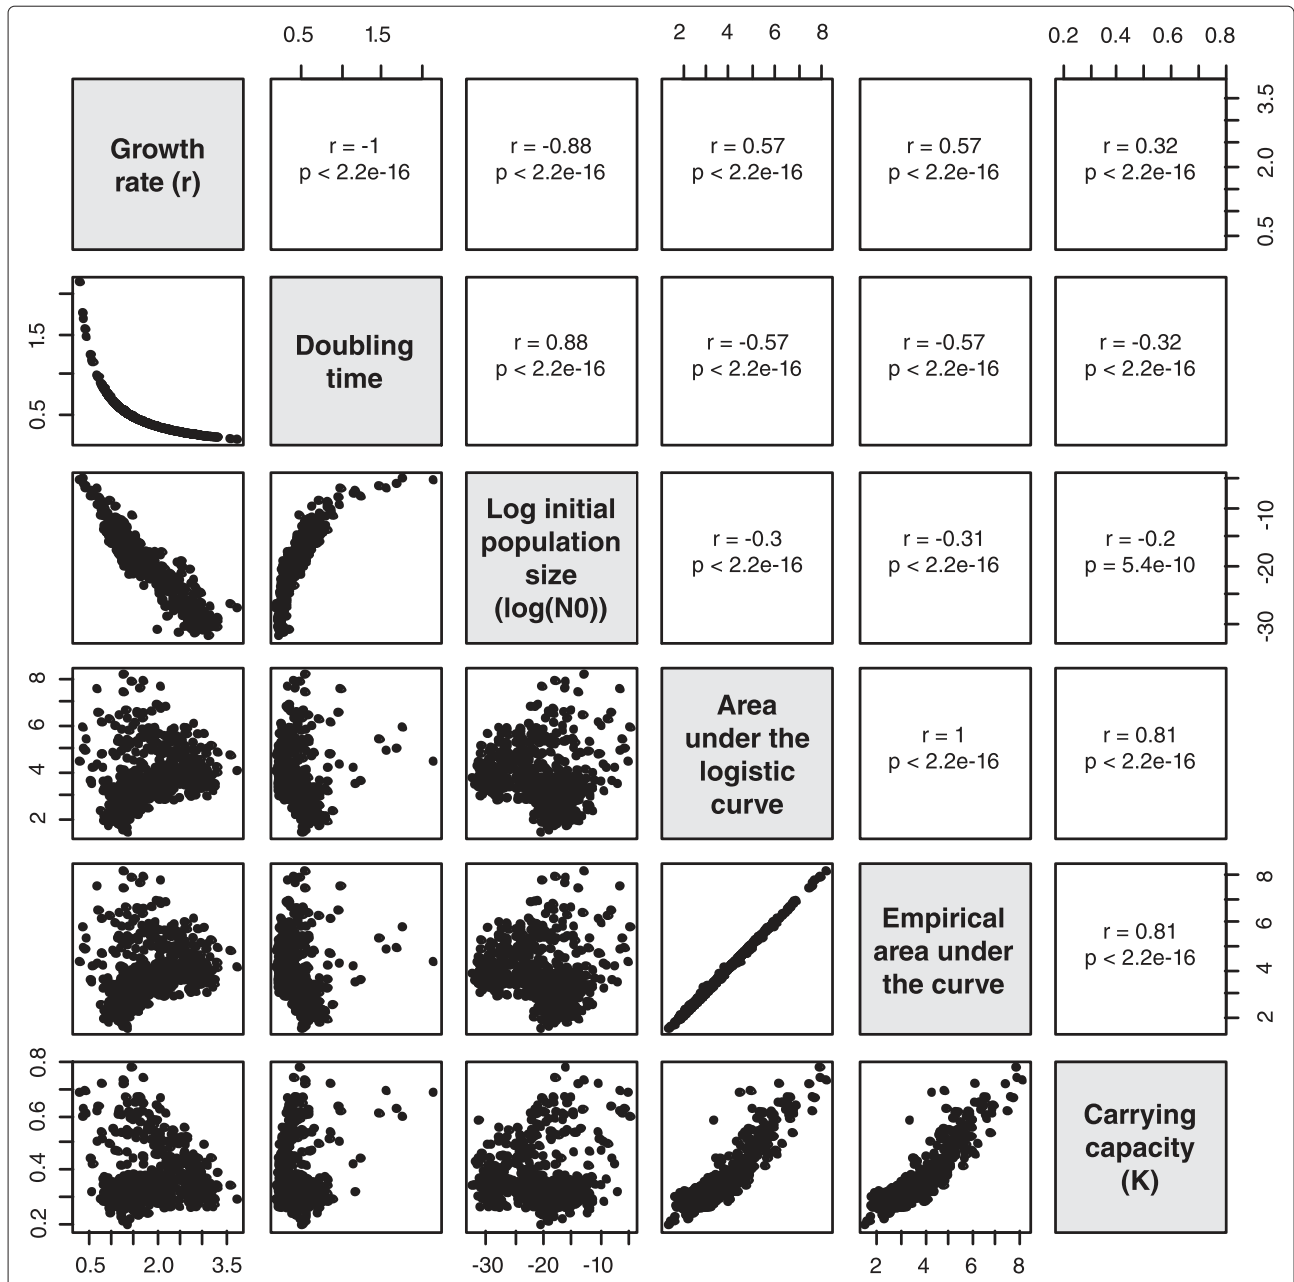 0.5 1.5 2 4 6 8 0.2 0.4 0.6 0.8
Growth
rate (r)
r = -1
p < 2.2e-16
r = -0.88
p < 2.2e-16
r = 0.57
p < 2.2e-16
r = 0.57
p < 2.2e-16
r = 0.32
p < 2.2e-16
3.5
2.0
0.5
1.5
0.5
Doubling
time
r = 0.88
p < 2.2e-16
r = -0.57
p < 2.2e-16
r = -0.57
p < 2.2e-16
r = -0.32
p < 2.2e-16
Log initial
population
size
(log(N0))
r = -0.3
p < 2.2e-16
r = -0.31
p < 2.2e-16
r = -0.2
p = 5.4e-10
-10
-20
-30
8
6
4
2
Area
under the
logistic
curve
r = 1
p < 2.2e-16
r = 0.81
p < 2.2e-16
Empirical
area under
the curve
r = 0.81
p < 2.2e-16
8
6
4
2
0.8
0.6
0.4
0.2
Carrying
capacity
(K)
0.5 2.0 3.5 -30 -20 -10 2 4 6 8